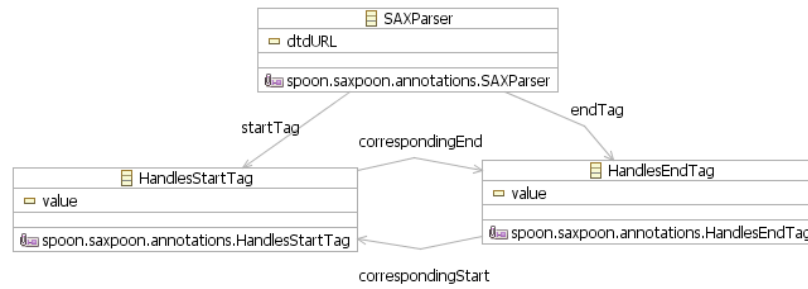 SAXParser
dtdURL
spoon.saxpoon.annotations.SAXParser
startTag
endTag
correspondingEnd
HandlesStartTag
HandlesEndTag
value
value
spoon.saxpoon.annotations.HandlesStartTag
spoon.saxpoon.annotations.HandlesEndTag
correspondingStart